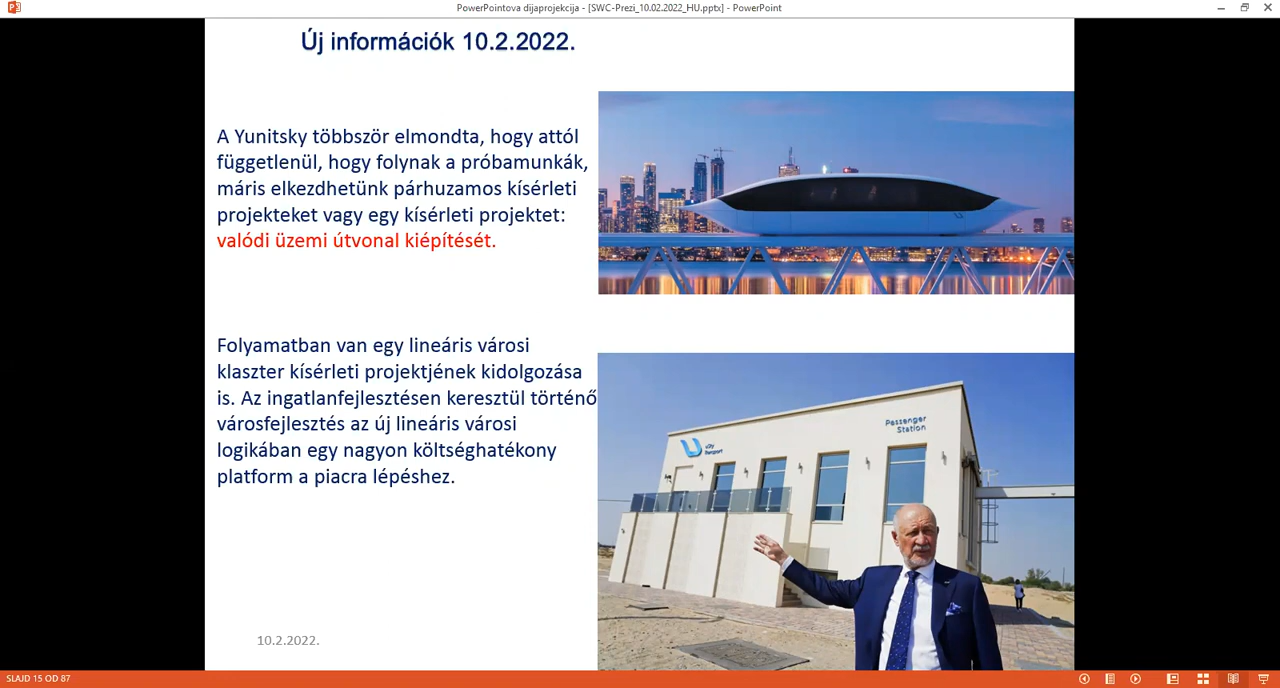 PowerPointova dijaprojekcija - [SWC-Prezi_10.02.2022_HU.pptx] - PowerPoint
Új információk 10.2.2022.
A Yunitsky többször elmondta, hogy attól
függetlenül, hogy folynak a próbamunkák,
máris elkezdhetünk párhuzamos kísérleti
projekteket vagy egy kísérleti projektet:
valódi üzemi útvonal kiépítését.
Folyamatban van egy lineáris városi
klaszter kísérleti projektjének kidolgozása
is. Az ingatlanfejlesztésen keresztül történő
városfejlesztés az új lineáris városi
logikában egy nagyon költséghatékony
platform a piacra lépéshez.
Passenger
Station
10.2.2022.
SLAJD 15 OD 87